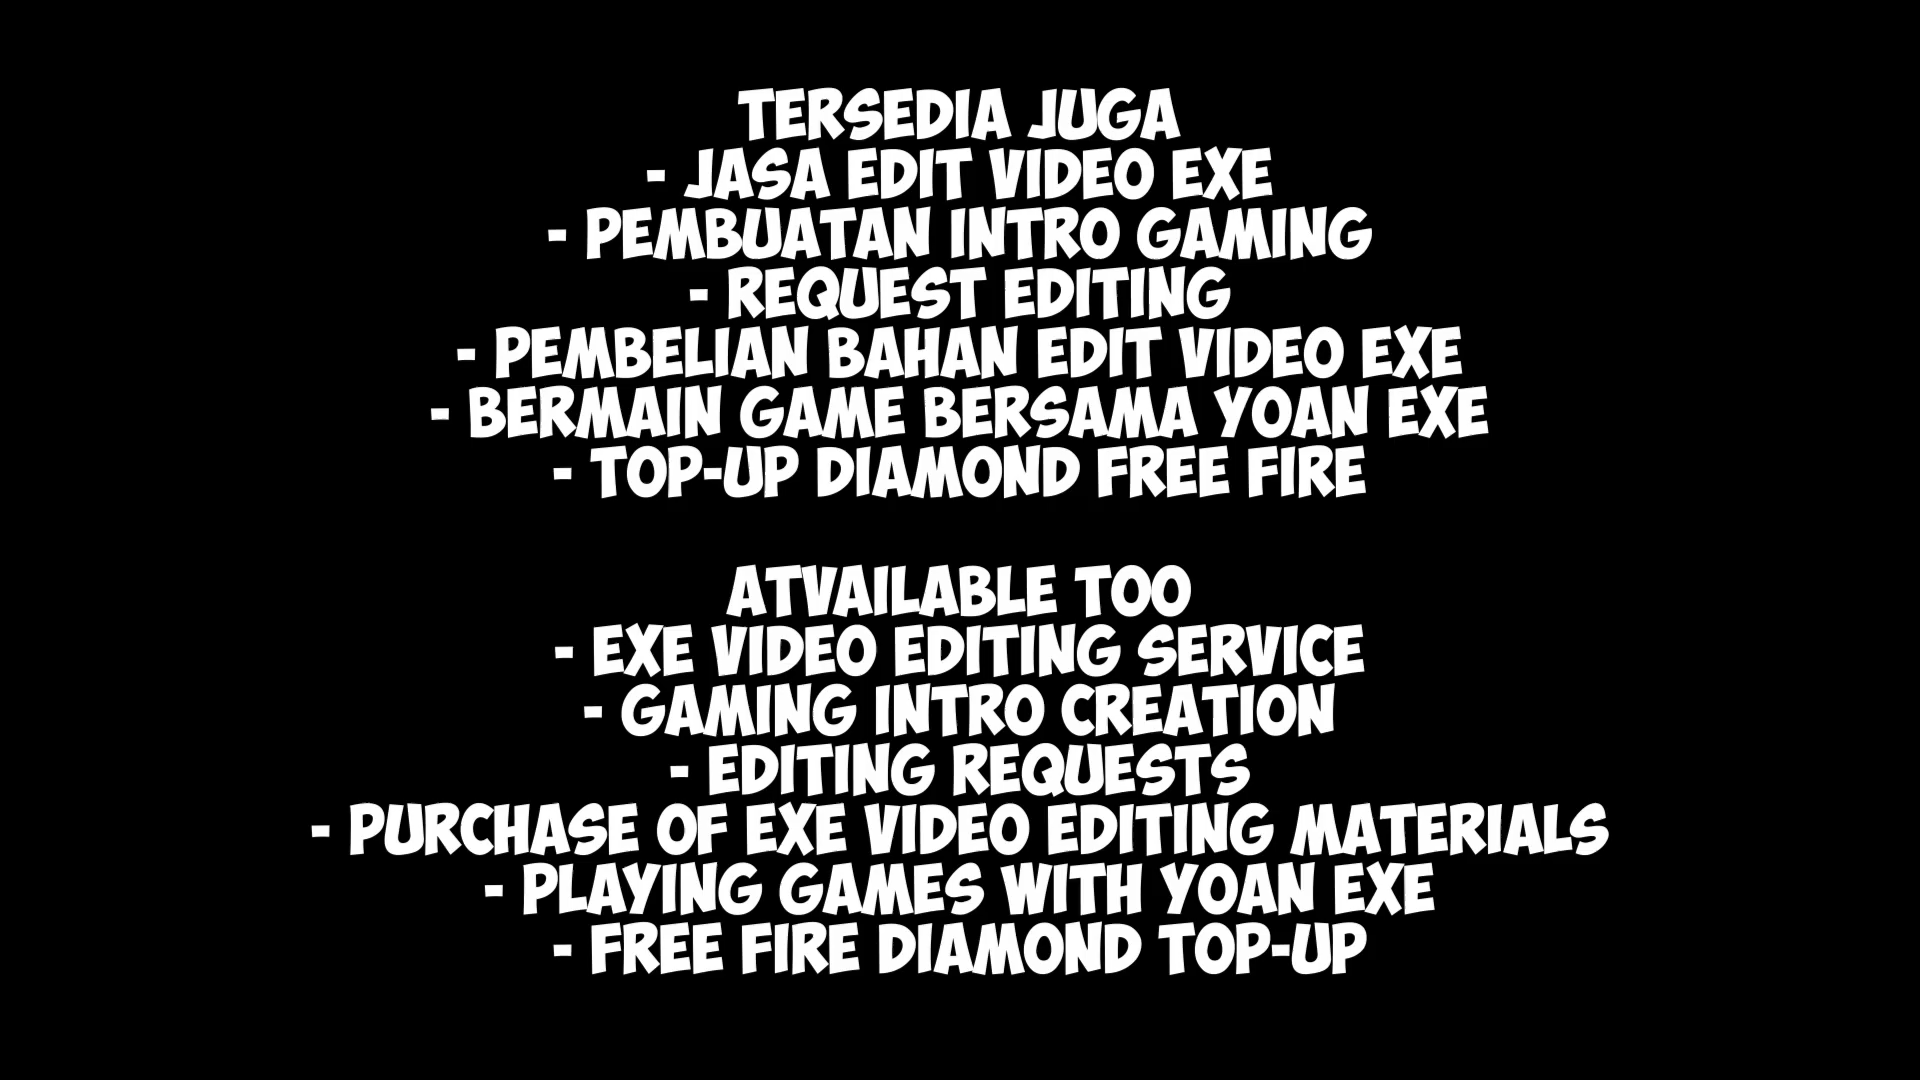 TERSEDIA JUGA
- JASA EDIT VIDEO EXE
- PEMBUATAN INTRO GAMING
- REQUEST EDITING
- PEMBELIAN BAHAN EDIT VIDEO EXE
- BERMAIN GAME BERSAMA YOAN EXE
- TOP-UP DIAMOND FREE FIRE
ATVAILABLE TOO
- EXE VIDEO EDITING SERVICE
- GAMING INTRO CREATION
- EDITING REQUESTS
- PURCHASE OF EXE VIDEO EDITING MATERIALS
- PLAYING GAMES WITH YOAN EXE
- FREE FIRE DIAMOND TOP-UP